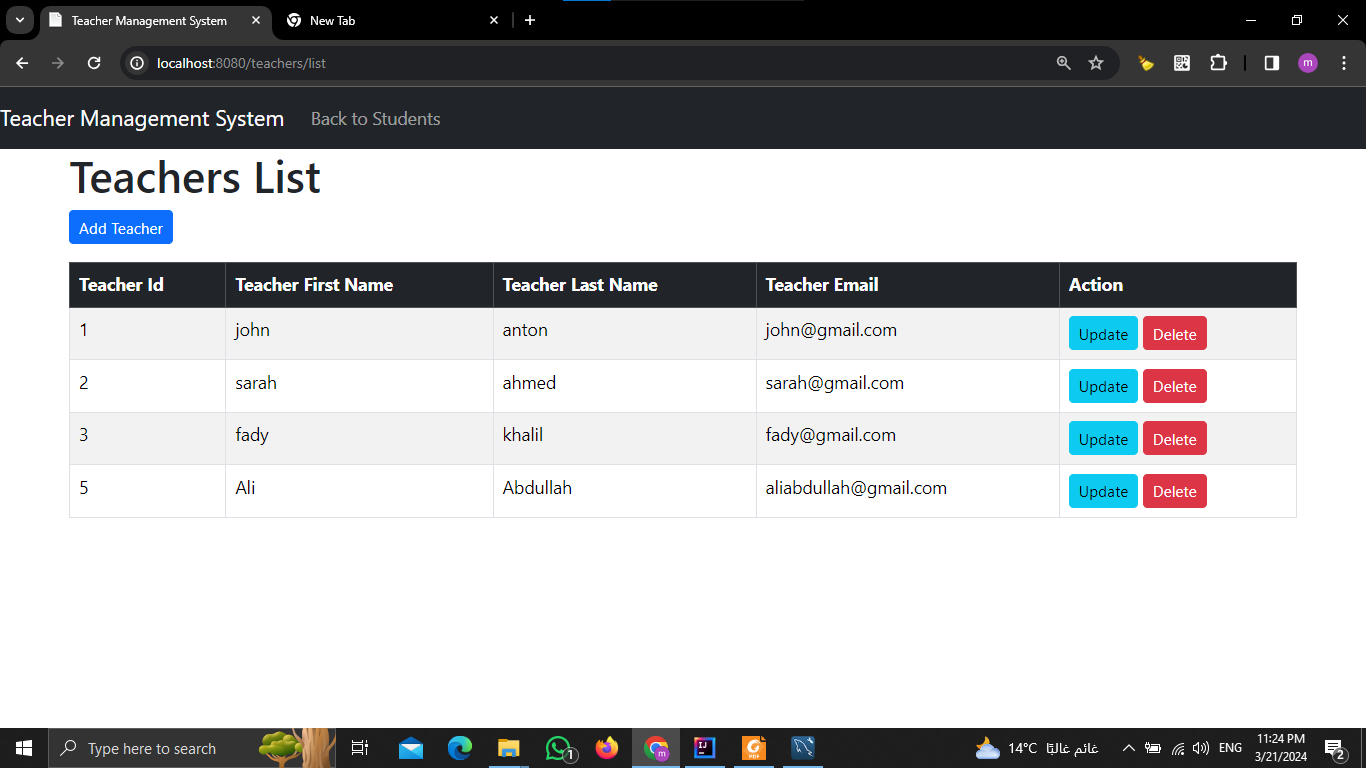 Teacher Management System
New Tab
localhost:8080/teachers/list
m
Teacher Management System Back to Students
Teachers List
Add Teacher
Teacher Id Teacher First Name Teacher Last Name Teacher Email Action
1 john anton john@gmail.com Update Delete
2 sarah ahmed sarah@gmail.com Update Delete
3 fady khalil fady@gmail.com Update Delete
5 Ali Abdullah aliabdullah@gmail.com Update Delete
Type here to search
1
m
IJ
PDF
14°C غائم غالبًا
ENG
11:24 PM
3/21/2024
2